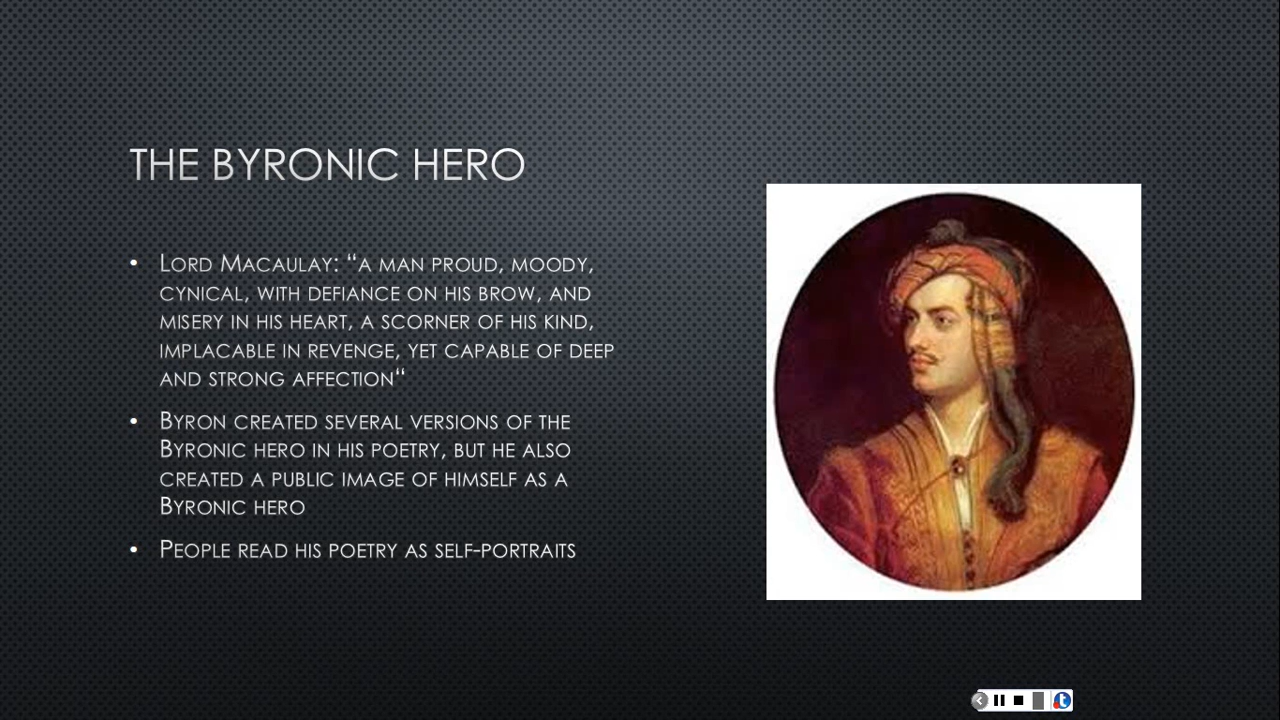 THE BYRONIC HERO
• LORD MACAULAY: “A MAN PROUD, MOODY,
CYNICAL, WITH DEFIANCE ON HIS BROW, AND
MISERY IN HIS HEART, A SCORNER OF HIS KIND,
IMPLACABLE IN REVENGE, YET CAPABLE OF DEEP
AND STRONG AFFECTION“
• BYRON CREATED SEVERAL VERSIONS OF THE
BYRONIC HERO IN HIS POETRY, BUT HE ALSO
CREATED A PUBLIC IMAGE OF HIMSELF AS A
BYRONIC HERO
• PEOPLE READ HIS POETRY AS SELF-PORTRAITS
t